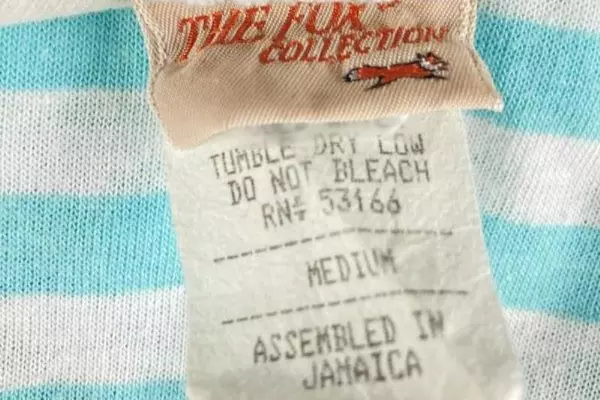 THE FOX
COLLECTION
TUMBLE DRY LOW
DO NOT BLEACH
RN# 53166
MEDIUM
ASSEMBLED IN
JAMAICA